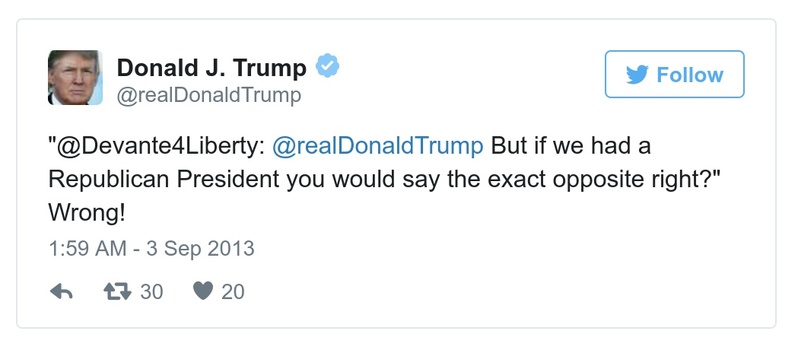 Donald J. Trump
@realDonaldTrump
Follow
"@Devante4Liberty: @realDonaldTrump But if we had a
Republican President you would say the exact opposite right?"
Wrong!
1:59 AM - 3 Sep 2013
30 20